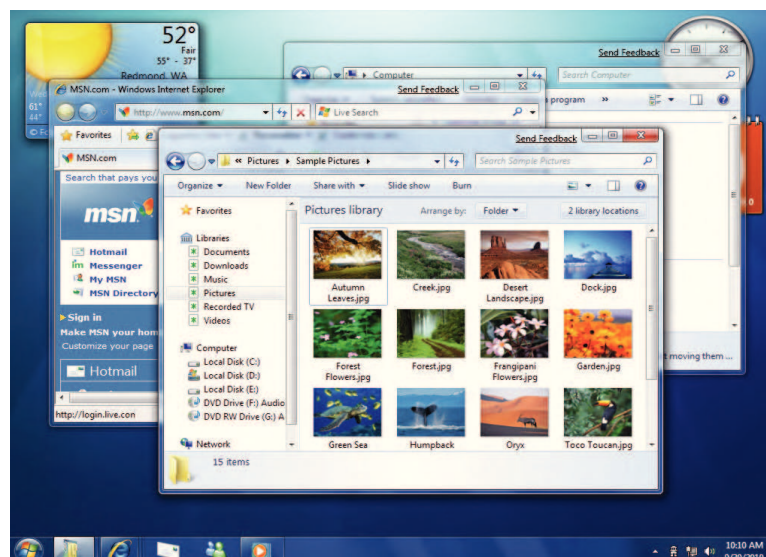 52°
Fair
55° - 37°
Redmond, WA
61°
44°
Send Feedback
Computer
Search Computer
program »
MSN.com - Windows Internet Explorer
Send Feedback
http://www.msn.com/
Live Search
Favorites
MSN.com
Search that pays you
msn
Hotmail
Messenger
My MSN
MSN Directory
Sign in
Make MSN your hom
Customize your page
Hotmail
http://login.live.con
Send Feedback
« Pictures Sample Pictures
Search Sample Pictures
Organize New Folder Share with Slide show Burn
Favorites
Libraries
Documents
Downloads
Music
Pictures
Recorded TV
Videos
Computer
Local Disk (C:)
Local Disk (D:)
Local Disk (E:)
DVD Drive (F:) Audio
DVD RW Drive (G:) A
Network
Pictures library Arrange by: Folder 2 library locations
Autumn Leaves.jpg
Creek.jpg
Desert Landscape.jpg
Dock.jpg
Forest Flowers.jpg
Forest.jpg
Frangipani Flowers.jpg
Garden.jpg
Green Sea
Humpback
Oryx
Toco Toucan.jpg
15 items
0
t moving them ...
10:10 AM